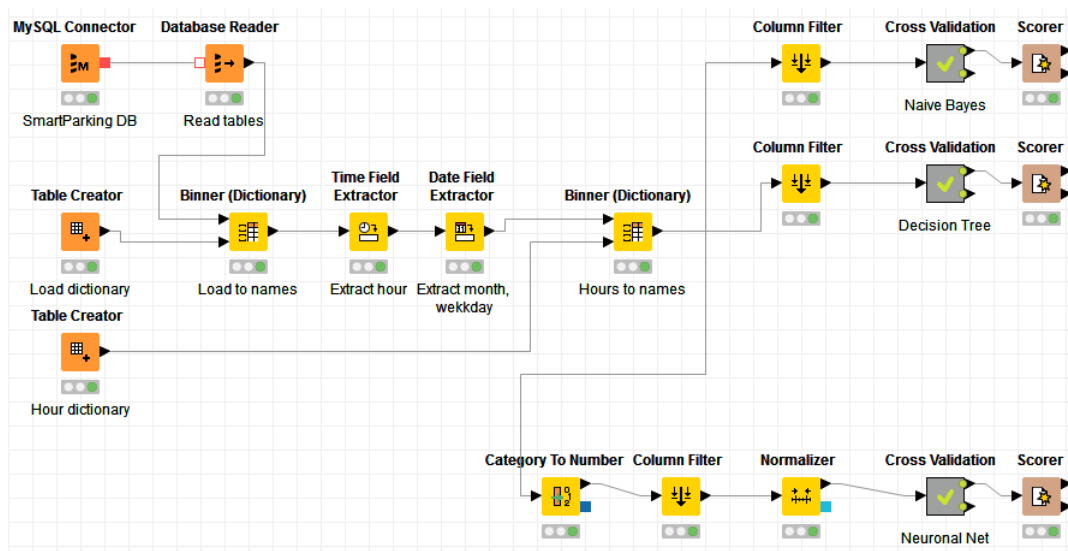 MySQL Connector
Database Reader
Column Filter
Cross Validation
Scorer
SmartParking DB
Read tables
Naive Bayes
Column Filter
Cross Validation
Scorer
Time Field
Extractor
Date Field
Extractor
Table Creator
Binner (Dictionary)
Binner (Dictionary)
Decision Tree
Load dictionary
Load to names
Extract hour
Extract month,
wekkday
Hours to names
Table Creator
Hour dictionary
Category To Number
Column Filter
Normalizer
Cross Validation
Scorer
Neuronal Net